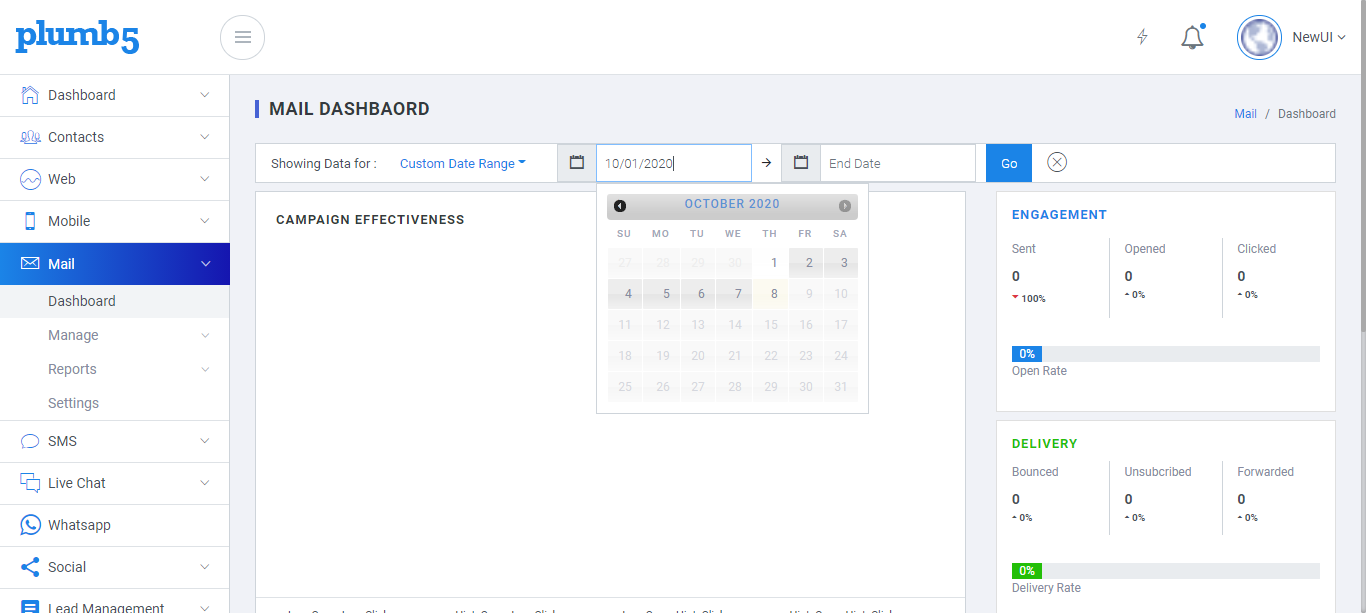 plumb5
NewUI
Dashboard
Contacts
Web
Mobile
Mail
Dashboard
Manage
Reports
Settings
SMS
Live Chat
Whatsapp
Social
Lead Management
MAIL DASHBAORD
Mail / Dashboard
Showing Data for : Custom Date Range 10/01/2020 End Date Go
CAMPAIGN EFFECTIVENESS
OCTOBER 2020
SU MO TU WE TH FR SA
27 28 29 30 1 2 3
4 5 6 7 8 9 10
11 12 13 14 15 16 17
18 19 20 21 22 23 24
25 26 27 28 29 30 31
ENGAGEMENT
Sent Opened Clicked
0 0 0
100% 0% 0%
0%
Open Rate
DELIVERY
Bounced Unsubcribed Forwarded
0 0 0
0% 0% 0%
0%
Delivery Rate